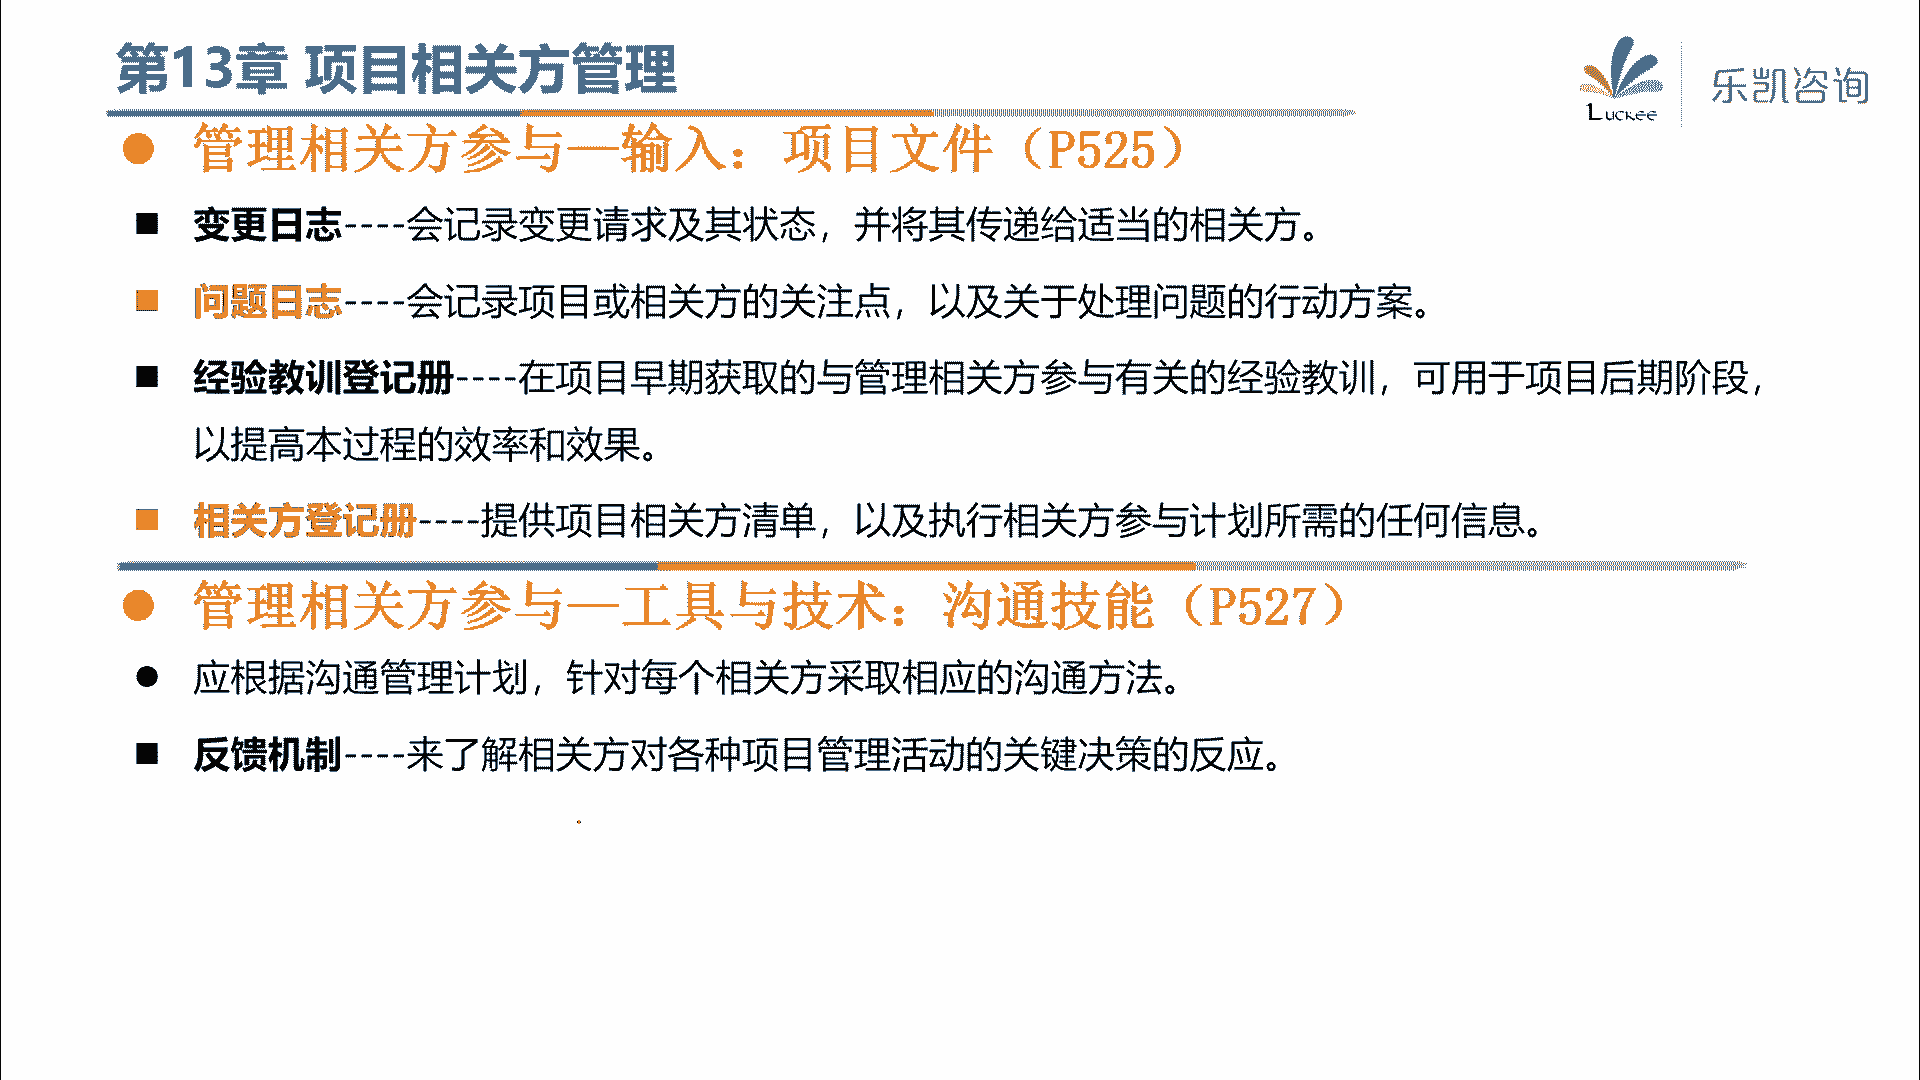 第13章 项目相关方管理
Luckee
乐凯咨询
管理相关方参与—输入：项目文件（P525）
变更日志----会记录变更请求及其状态，并将其传递给适当的相关方。
问题日志----会记录项目或相关方的关注点，以及关于处理问题的行动方案。
经验教训登记册----在项目早期获取的与管理相关方参与有关的经验教训，可用于项目后期阶段，
以提高本过程的效率和效果。
相关方登记册----提供项目相关方清单，以及执行相关方参与计划所需的任何信息。
管理相关方参与—工具与技术：沟通技能（P527）
应根据沟通管理计划，针对每个相关方采取相应的沟通方法。
反馈机制----来了解相关方对各种项目管理活动的关键决策的反应。